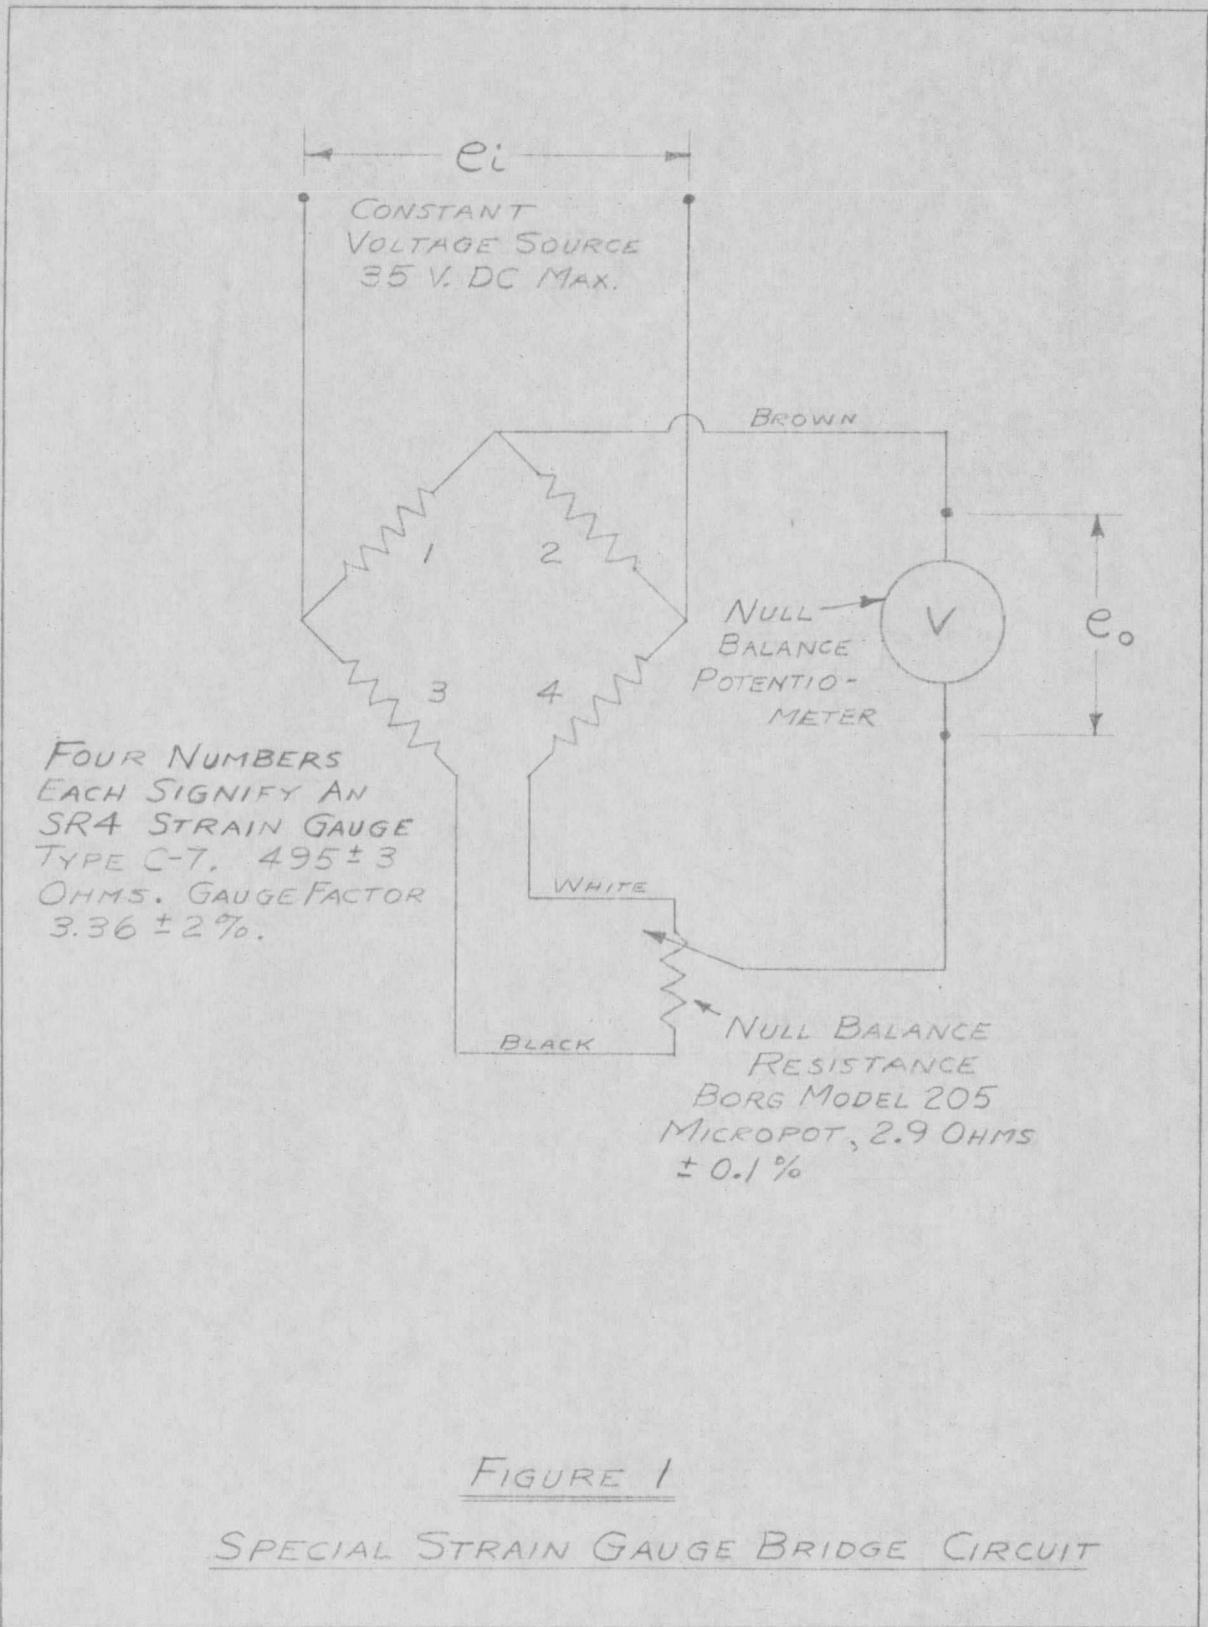 ei
CONSTANT
VOLTAGE SOURCE
35 V. DC MAX.
BROWN
1
2
NULL
BALANCE
POTENTIO-
METER
V
eo
3
4
FOUR NUMBERS
EACH SIGNIFY AN
SR4 STRAIN GAUGE
TYPE C-7. 495 ± 3
OHMS. GAUGE FACTOR
3.36 ± 2%.
WHITE
BLACK
NULL BALANCE
RESISTANCE
BORG MODEL 205
MICROPOT, 2.9 OHMS
± 0.1%
FIGURE 1
SPECIAL STRAIN GAUGE BRIDGE CIRCUIT